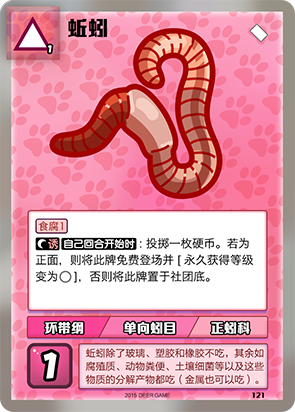 1
蚯蚓
食腐1
诱 自己回合开始时：投掷一枚硬币。若为
正面，则将此牌免费登场并 [ 永久获得等级
变为〇]，否则将此牌置于社团底。
环带纲 / 单向蚓目 / 正蚓科
1
蚯蚓除了玻璃、塑胶和橡胶不吃，其余如
腐殖质、动物粪便、土壤细菌等以及这些
物质的分解产物都吃（金属也可以吃）。
2015 DEER GAME
121